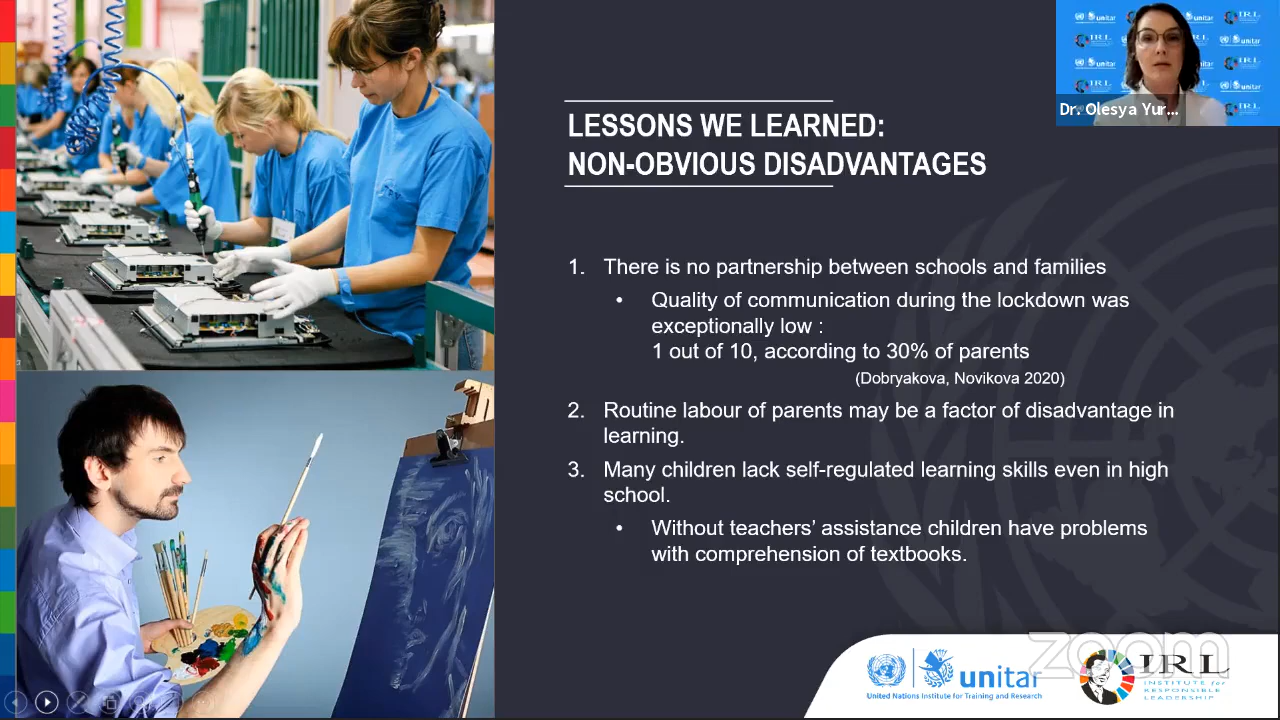 Dr. Olesya Yur...
LESSONS WE LEARNED:
NON-OBVIOUS DISADVANTAGES
1. There is no partnership between schools and families
• Quality of communication during the lockdown was
exceptionally low :
1 out of 10, according to 30% of parents
(Dobryakova, Novikova 2020)
2. Routine labour of parents may be a factor of disadvantage in
learning.
3. Many children lack self-regulated learning skills even in high
school.
• Without teachers’ assistance children have problems
with comprehension of textbooks.
zoom
unitar
United Nations Institute for Training and Research
IRL
INSTITUTE for
RESPONSIBLE
LEADERSHIP